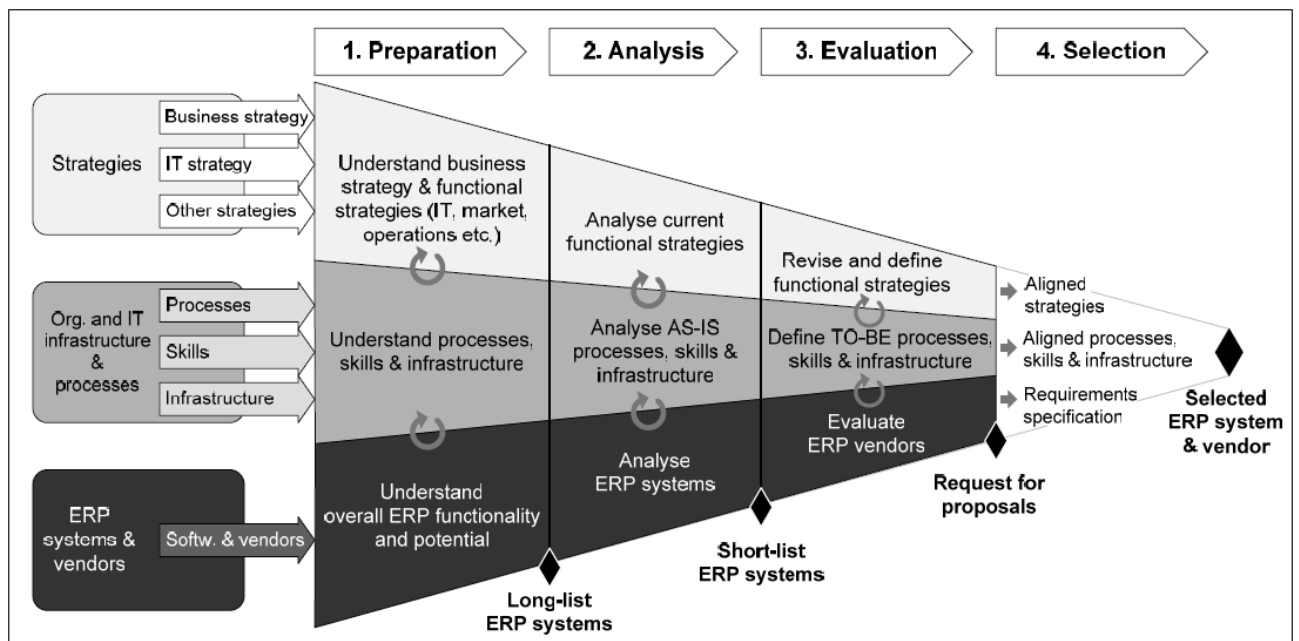 1. Preparation
2. Analysis
3. Evaluation
4. Selection
Strategies
Business strategy
IT strategy
Other strategies
Understand business
strategy & functional
strategies (IT, market,
operations etc.)
Analyse current
functional strategies
Revise and define
functional strategies
Aligned
strategies
Org. and IT
infrastructure
&
processes
Processes
Skills
Infrastructure
Understand processes,
skills & infrastructure
Analyse AS-IS
processes, skills &
infrastructure
Define TO-BE processes,
skills & infrastructure
Aligned processes,
skills & infrastructure
ERP
systems &
vendors
Softw. & vendors
Understand
overall ERP functionality
and potential
Analyse
ERP systems
Evaluate
ERP vendors
Requirements
specification
Long-list
ERP systems
Short-list
ERP systems
Request for
proposals
Selected
ERP system
& vendor